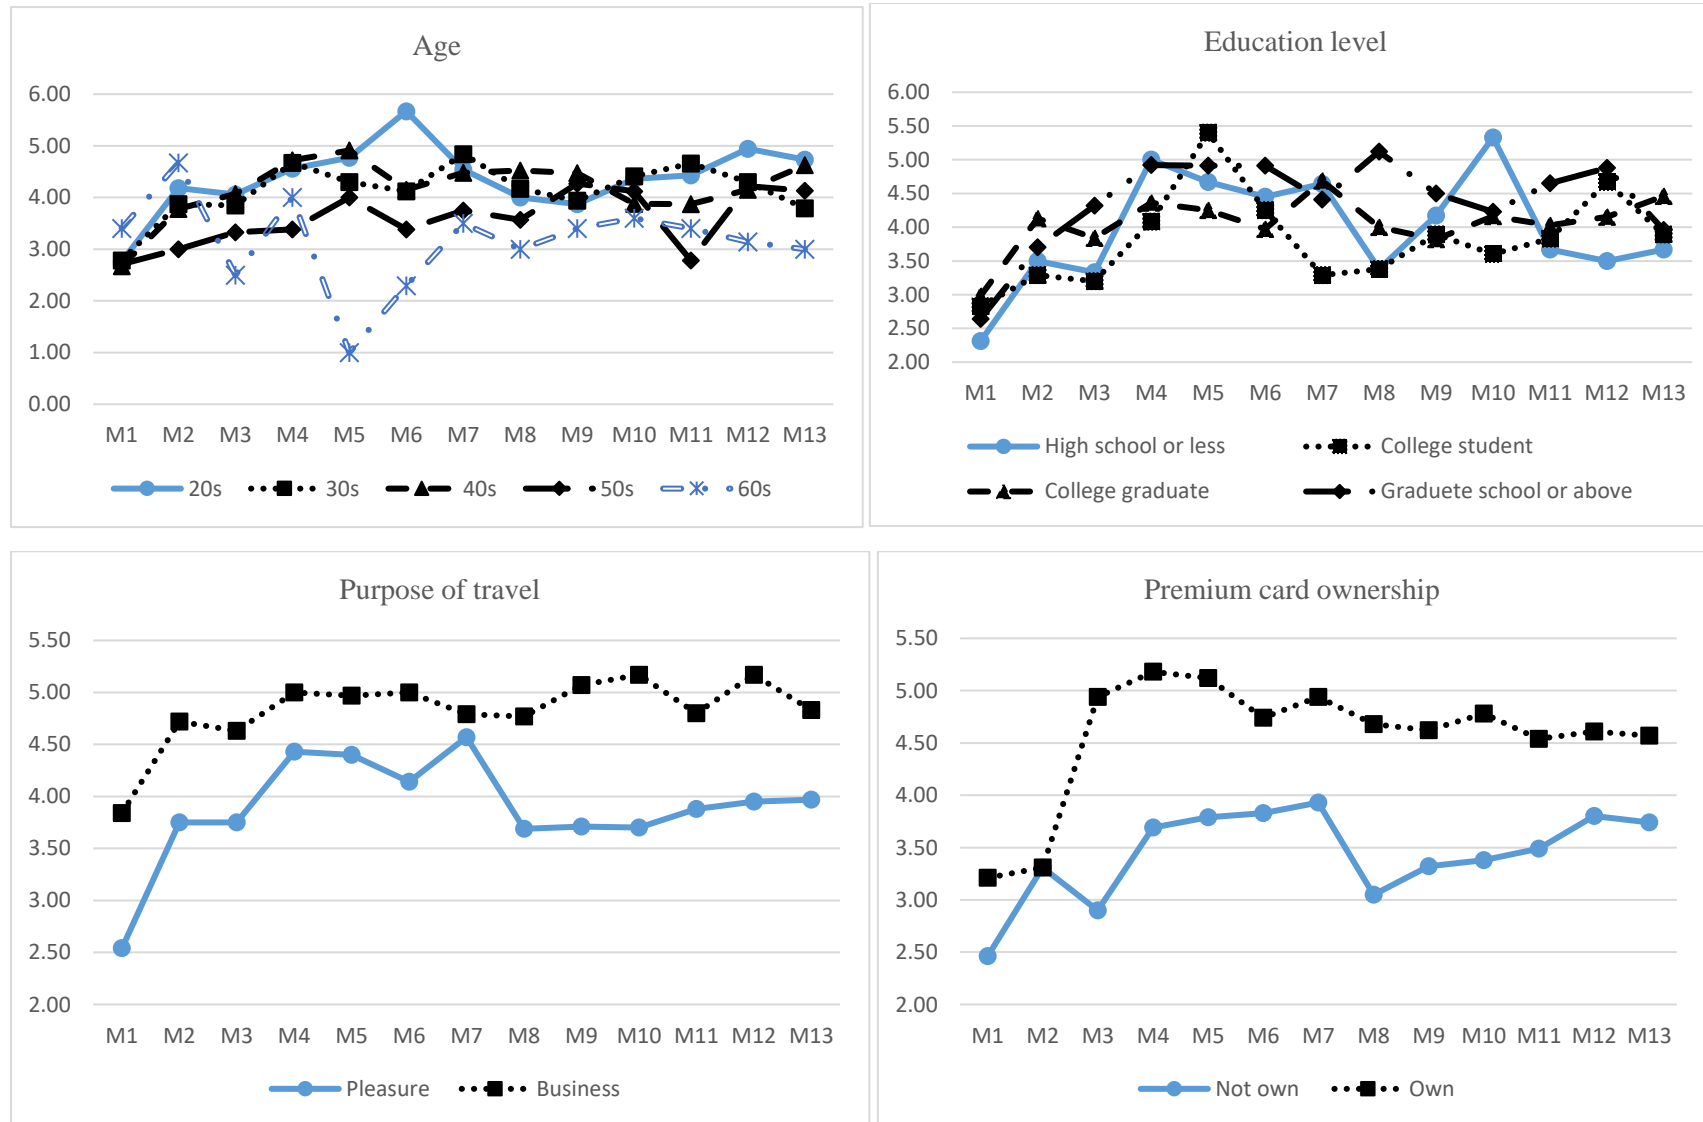 Age
6.00
5.00
4.00
3.00
2.00
1.00
0.00
M1 M2 M3 M4 M5 M6 M7 M8 M9 M10 M11 M12 M13
20s 30s 40s 50s 60s
Education level
6.00
5.50
5.00
4.50
4.00
3.50
3.00
2.50
2.00
M1 M2 M3 M4 M5 M6 M7 M8 M9 M10 M11 M12 M13
High school or less College student
College graduate Graduete school or above
Purpose of travel
5.50
5.00
4.50
4.00
3.50
3.00
2.50
2.00
M1 M2 M3 M4 M5 M6 M7 M8 M9 M10 M11 M12 M13
Pleasure Business
Premium card ownership
5.50
5.00
4.50
4.00
3.50
3.00
2.50
2.00
M1 M2 M3 M4 M5 M6 M7 M8 M9 M10 M11 M12 M13
Not own Own